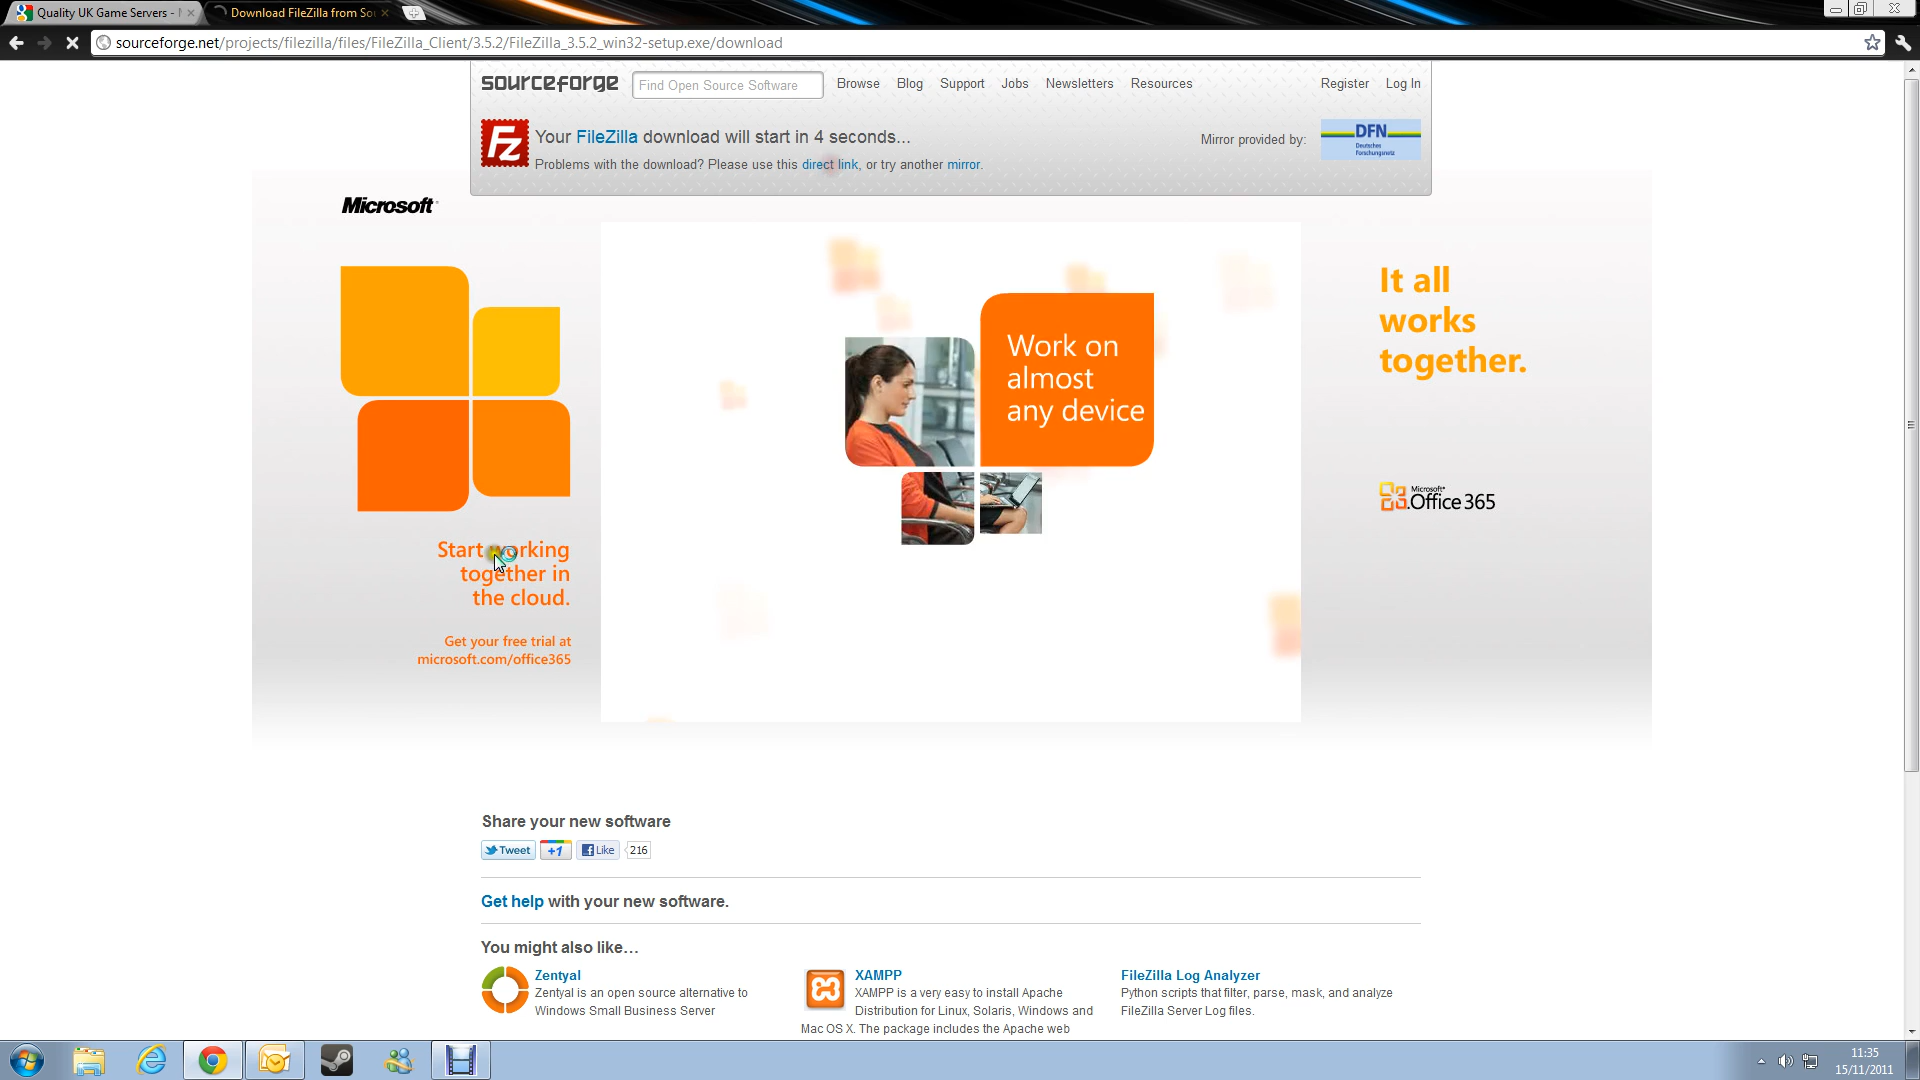 Quality UK Game Servers -
Download FileZilla from So
sourceforge.net/projects/filezilla/files/FileZilla_Client/3.5.2/FileZilla_3.5.2_win32-setup.exe/download
sourceforge
Find Open Source Software
Browse Blog Support Jobs Newsletters Resources
Register Log In
Fz
Your FileZilla download will start in 4 seconds...
Problems with the download? Please use this direct link, or try another mirror.
Mirror provided by:
DFN
Deutsches
Forschungsnetz
Microsoft
Start working
together in
the cloud.
Get your free trial at
microsoft.com/office365
Work on
almost
any device
It all
works
together.
Microsoft
Office 365
Share your new software
Tweet
+1
Like
216
Get help with your new software.
You might also like...
Zentyal
Zentyal is an open source alternative to
Windows Small Business Server
XAMPP
XAMPP is a very easy to install Apache
Distribution for Linux, Solaris, Windows and
Mac OS X. The package includes the Apache web
FileZilla Log Analyzer
Python scripts that filter, parse, mask, and analyze
FileZilla Server Log files.
11:35
15/11/2011